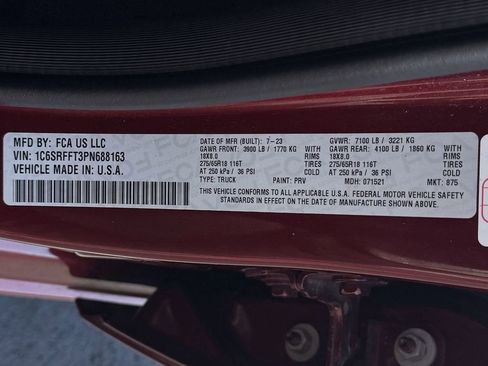 MFD BY: FCA US LLC
VIN: 1C6SRFFT3PN688163
VEHICLE MADE IN: U.S.A.
DATE OF MFR (BUILT): 7-23 GVWR: 7100 LB / 3221 KG
GAWR FRONT: 3900 LB / 1770 KG GAWR REAR: 4100 LB / 1860 KG
18X8.0 18X8.0
275/65R18 116T TIRES 275/65R18 116T TIRES
AT 250 kPa / 36 PSI COLD AT 250 kPa / 36 PSI COLD
TYPE: TRUCK PAINT: PRV MDH: 071521 MKT: 875
THIS VEHICLE CONFORMS TO ALL APPLICABLE U.S.A. FEDERAL MOTOR VEHICLE SAFETY
STANDARDS IN EFFECT ON THE DATE OF MANUFACTURE SHOWN ABOVE.